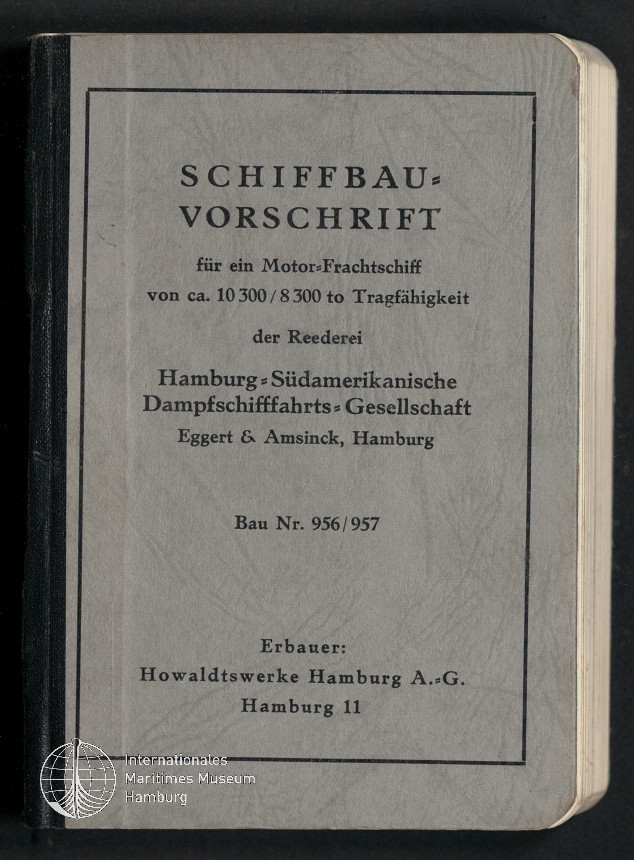 SCHIFFBAU=
VORSCHRIFT
für ein Motor=Frachtschiff
von ca. 10 300 / 8 300 to Tragfähigkeit
der Reederei
Hamburg=Südamerikanische
Dampfschifffahrts=Gesellschaft
Eggert & Amsinck, Hamburg
Bau Nr. 956/957
Erbauer:
Howaldtswerke Hamburg A.=G.
Hamburg 11
Internationales
Maritimes Museum
Hamburg